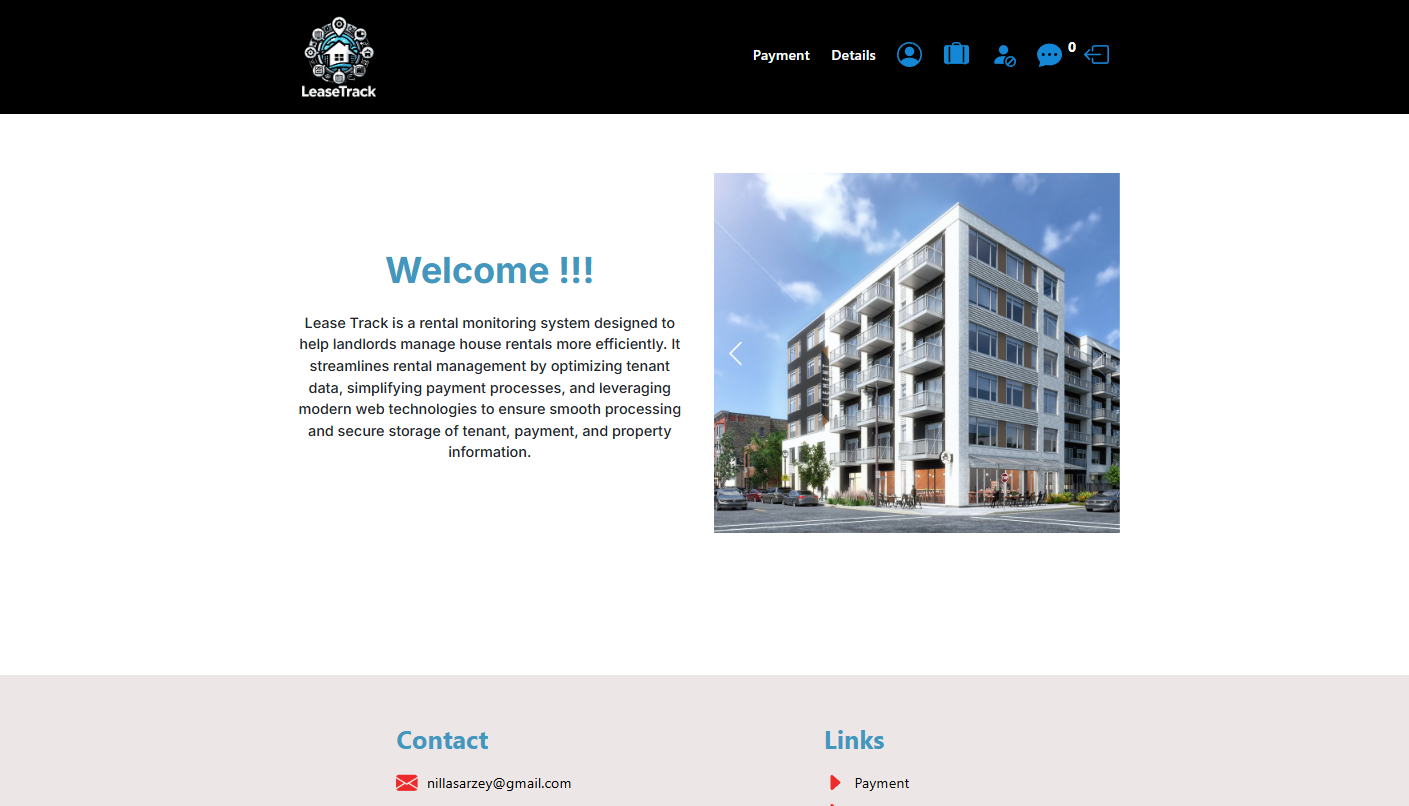 LeaseTrack
Payment
Details
0
Welcome !!!
Lease Track is a rental monitoring system designed to
help landlords manage house rentals more efficiently. It
streamlines rental management by optimizing tenant
data, simplifying payment processes, and leveraging
modern web technologies to ensure smooth processing
and secure storage of tenant, payment, and property
information.
Contact
nillasarzey@gmail.com
Links
Payment